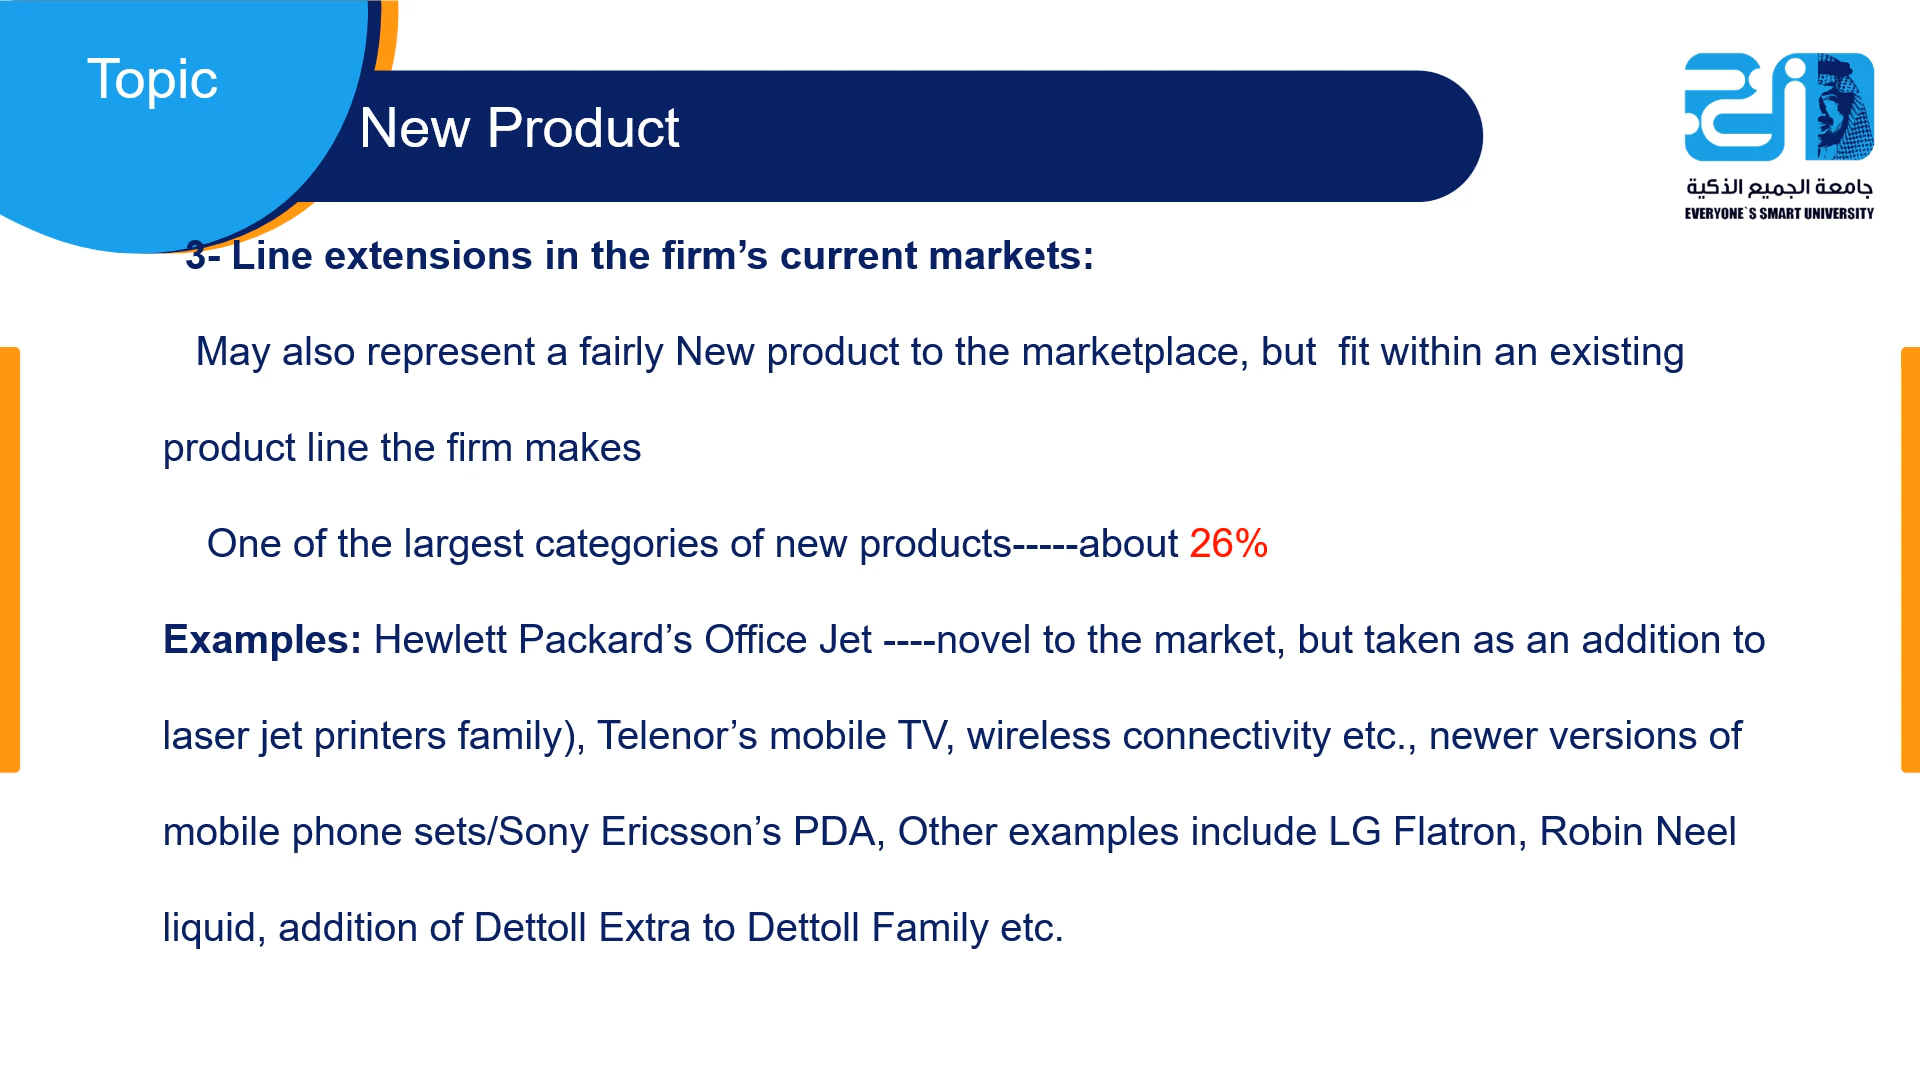 Topic
New Product
جامعة الجميع الذكية
EVERYONE`S SMART UNIVERSITY
3- Line extensions in the firm’s current markets:
May also represent a fairly New product to the marketplace, but fit within an existing
product line the firm makes
One of the largest categories of new products-----about 26%
Examples: Hewlett Packard’s Office Jet ----novel to the market, but taken as an addition to
laser jet printers family), Telenor’s mobile TV, wireless connectivity etc., newer versions of
mobile phone sets/Sony Ericsson’s PDA, Other examples include LG Flatron, Robin Neel
liquid, addition of Dettoll Extra to Dettoll Family etc.